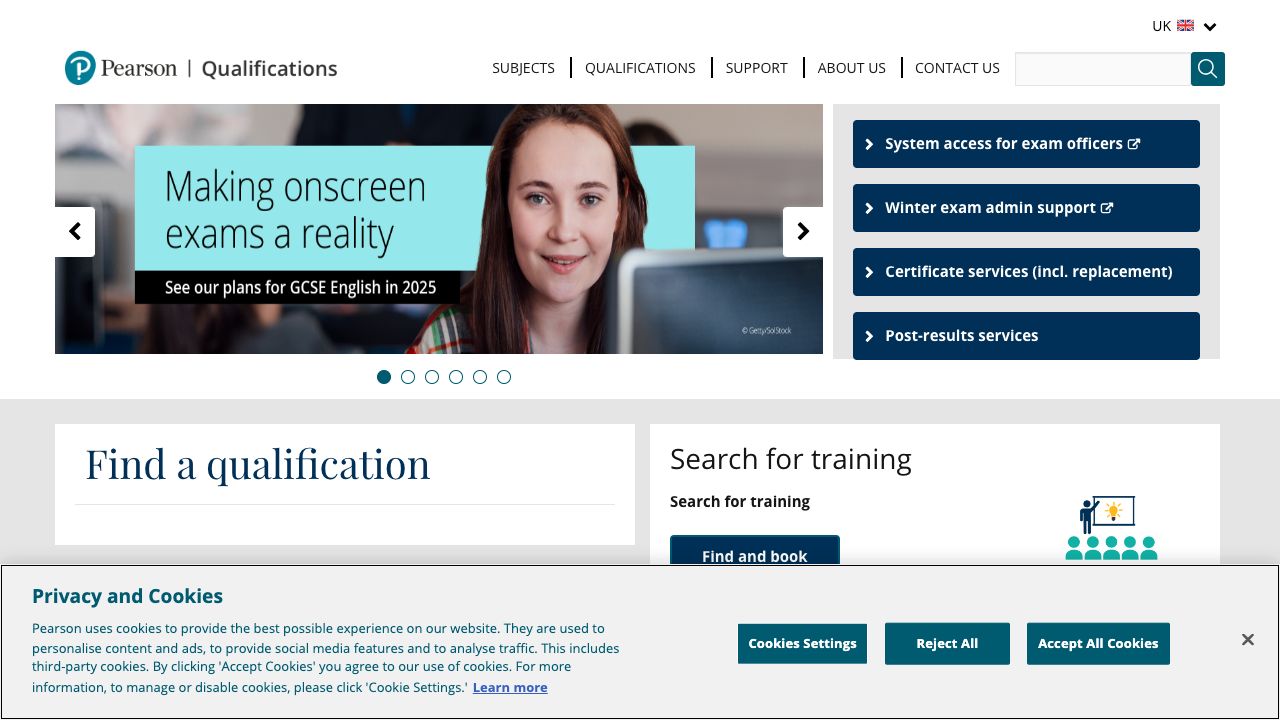 UK
Pearson | Qualifications
SUBJECTS
QUALIFICATIONS
SUPPORT
ABOUT US
CONTACT US
Making onscreen
exams a reality
See our plans for GCSE English in 2025
© Getty/SolStock
System access for exam officers
Winter exam admin support
Certificate services (incl. replacement)
Post-results services
Find a qualification
Search for training
Search for training
Find and book
Privacy and Cookies
Pearson uses cookies to provide the best possible experience on our website. They are used to
personalise content and ads, to provide social media features and to analyse traffic. This includes
third-party cookies. By clicking 'Accept Cookies' you agree to our use of cookies. For more
information, to manage or disable cookies, please click 'Cookie Settings.' Learn more
Cookies Settings
Reject All
Accept All Cookies